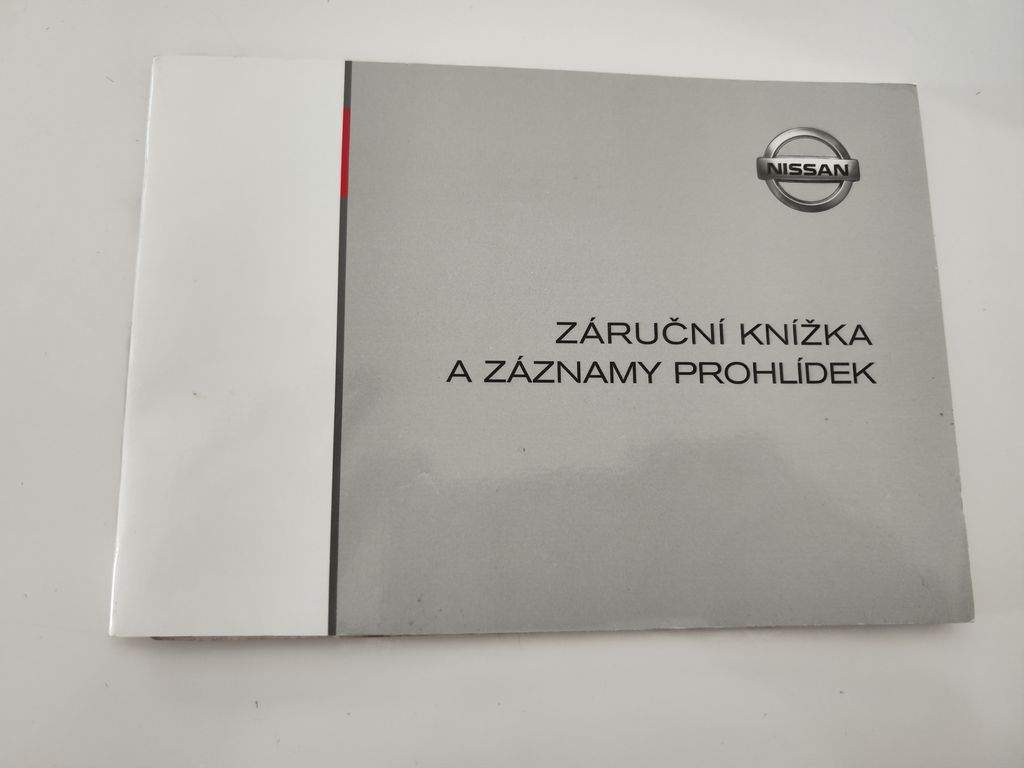 NISSAN
ZÁRUČNÍ KNÍŽKA
A ZÁZNAMY PROHLÍDEK